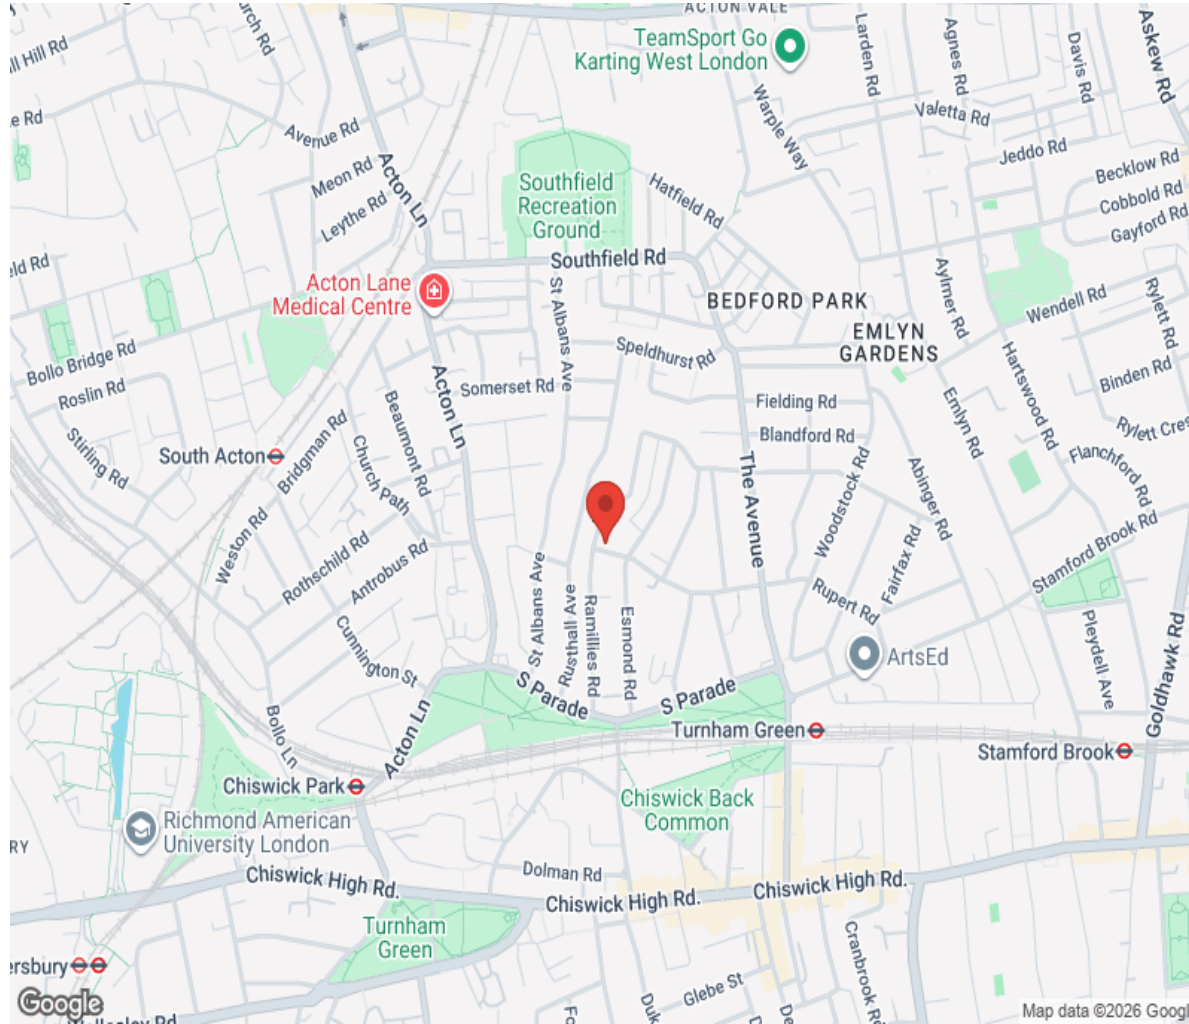 ACTON VALE
TeamSport Go
Karting West London
Larden Rd
Agnes Rd
Davis Rd
Askew Rd
urch Rd
ll Hill Rd
e Rd
Avenue Rd
Warple Way
Valetta Rd
Jeddo Rd
Becklow Rd
Cobbold Rd
Gayford Rd
Meon Rd
Acton Ln
Leythe Rd
Southfield
Recreation
Ground
Hatfield Rd
Southfield Rd
eld Rd
Acton Lane
Medical Centre
St Albans Ave
BEDFORD PARK
EMLYN
GARDENS
Aylmer Rd
Wendell Rd
Rylett Rd
Bollo Bridge Rd
Roslin Rd
Speldhurst Rd
Somerset Rd
Acton Ln
Beaumont Rd
Fielding Rd
Blandford Rd
Emlyn Rd
Hartswood Rd
Binden Rd
Rylett Cres
Stirling Rd
South Acton
Bridgman Rd
Church Path
The Avenue
Woodstock Rd
Abinger Rd
Flanchford Rd
Weston Rd
Rothschild Rd
Antrobus Rd
Fairfax Rd
Stamford Brook Rd
St Albans Ave
Rusthall Ave
Ramillies Rd
Esmond Rd
Rupert Rd
Cunnington St
Pleydell Ave
Goldhawk Rd
ArtsEd
S Parade
S Parade
Bollo Ln
Acton Ln
Turnham Green
Stamford Brook
Chiswick Park
Chiswick Back
Common
Richmond American
University London
RY
Dolman Rd
Chiswick High Rd.
Chiswick High Rd.
Chiswick High Rd.
Turnham
Green
Cranbrook Rd
ersbury
Glebe St
Duk
Google
Map data ©2026 Googl